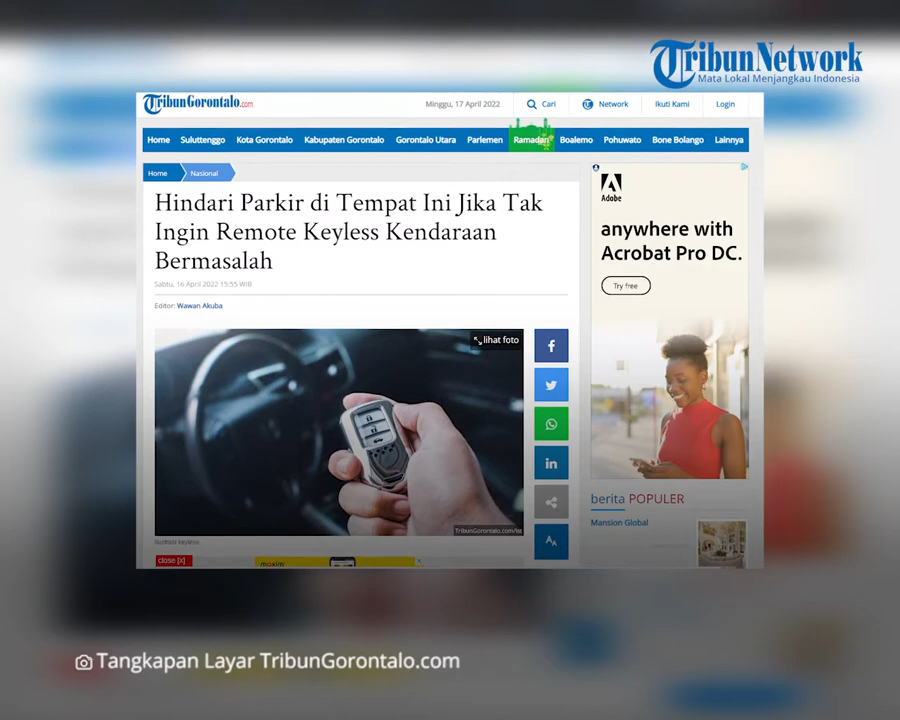 TribunNetwork
Mata Lokal Menjangkau Indonesia
TribunGorontalo.com
Minggu, 17 April 2022
Cari
Network
Ikuti Kami
Login
Home
Suluttenggo
Kota Gorontalo
Kabupaten Gorontalo
Gorontalo Utara
Parlemen
Ramadan
Boalemo
Pohuwato
Bone Bolango
Lainnya
Home
Nasional
Hindari Parkir di Tempat Ini Jika Tak
Ingin Remote Keyless Kendaraan
Bermasalah
Sabtu, 16 April 2022 15:55 WIB
Editor: Wawan Akuba
lihat foto
TribunGorontalo.com/Ist
Ilustrasi keyless.
close [x]
maxim
Adobe
anywhere with
Acrobat Pro DC.
Try free
berita POPULER
Mansion Global
Tangkapan Layar TribunGorontalo.com